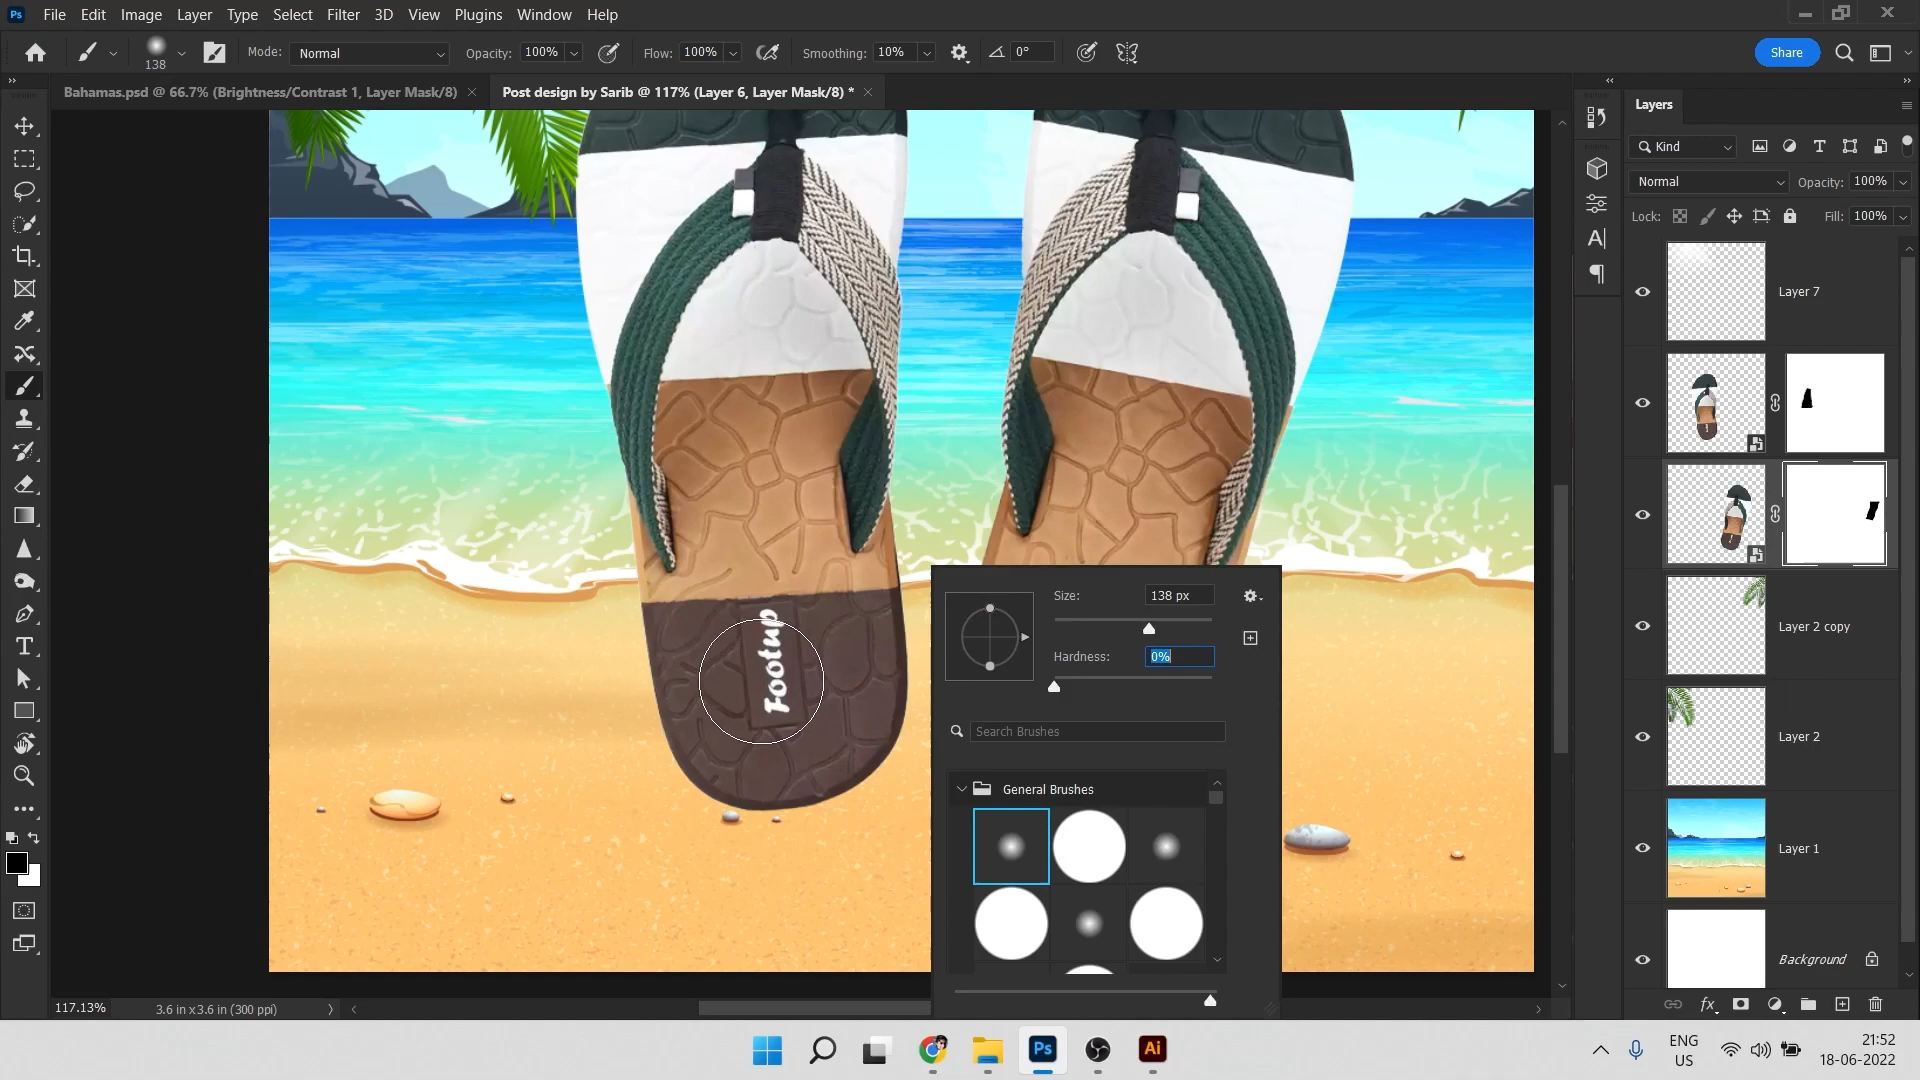 Ps File Edit Image Layer Type Select Filter 3D View Plugins Window Help
138 Mode: Normal Opacity: 100% Flow: 100% Smoothing: 10% 0° Share
Bahamas.psd @ 66.7% (Brightness/Contrast 1, Layer Mask/8) × Post design by Sarib @ 117% (Layer 6, Layer Mask/8) * ×
Layers
Kind
Normal Opacity: 100%
Lock: Fill: 100%
Layer 7
Layer 2 copy
Layer 2
Layer 1
Background
Footup
Size: 138 px
Hardness: 0%
Search Brushes
General Brushes
117.13% 3.6 in x 3.6 in (300 ppi)
Ps Ai
ENG
US
21:52
18-06-2022